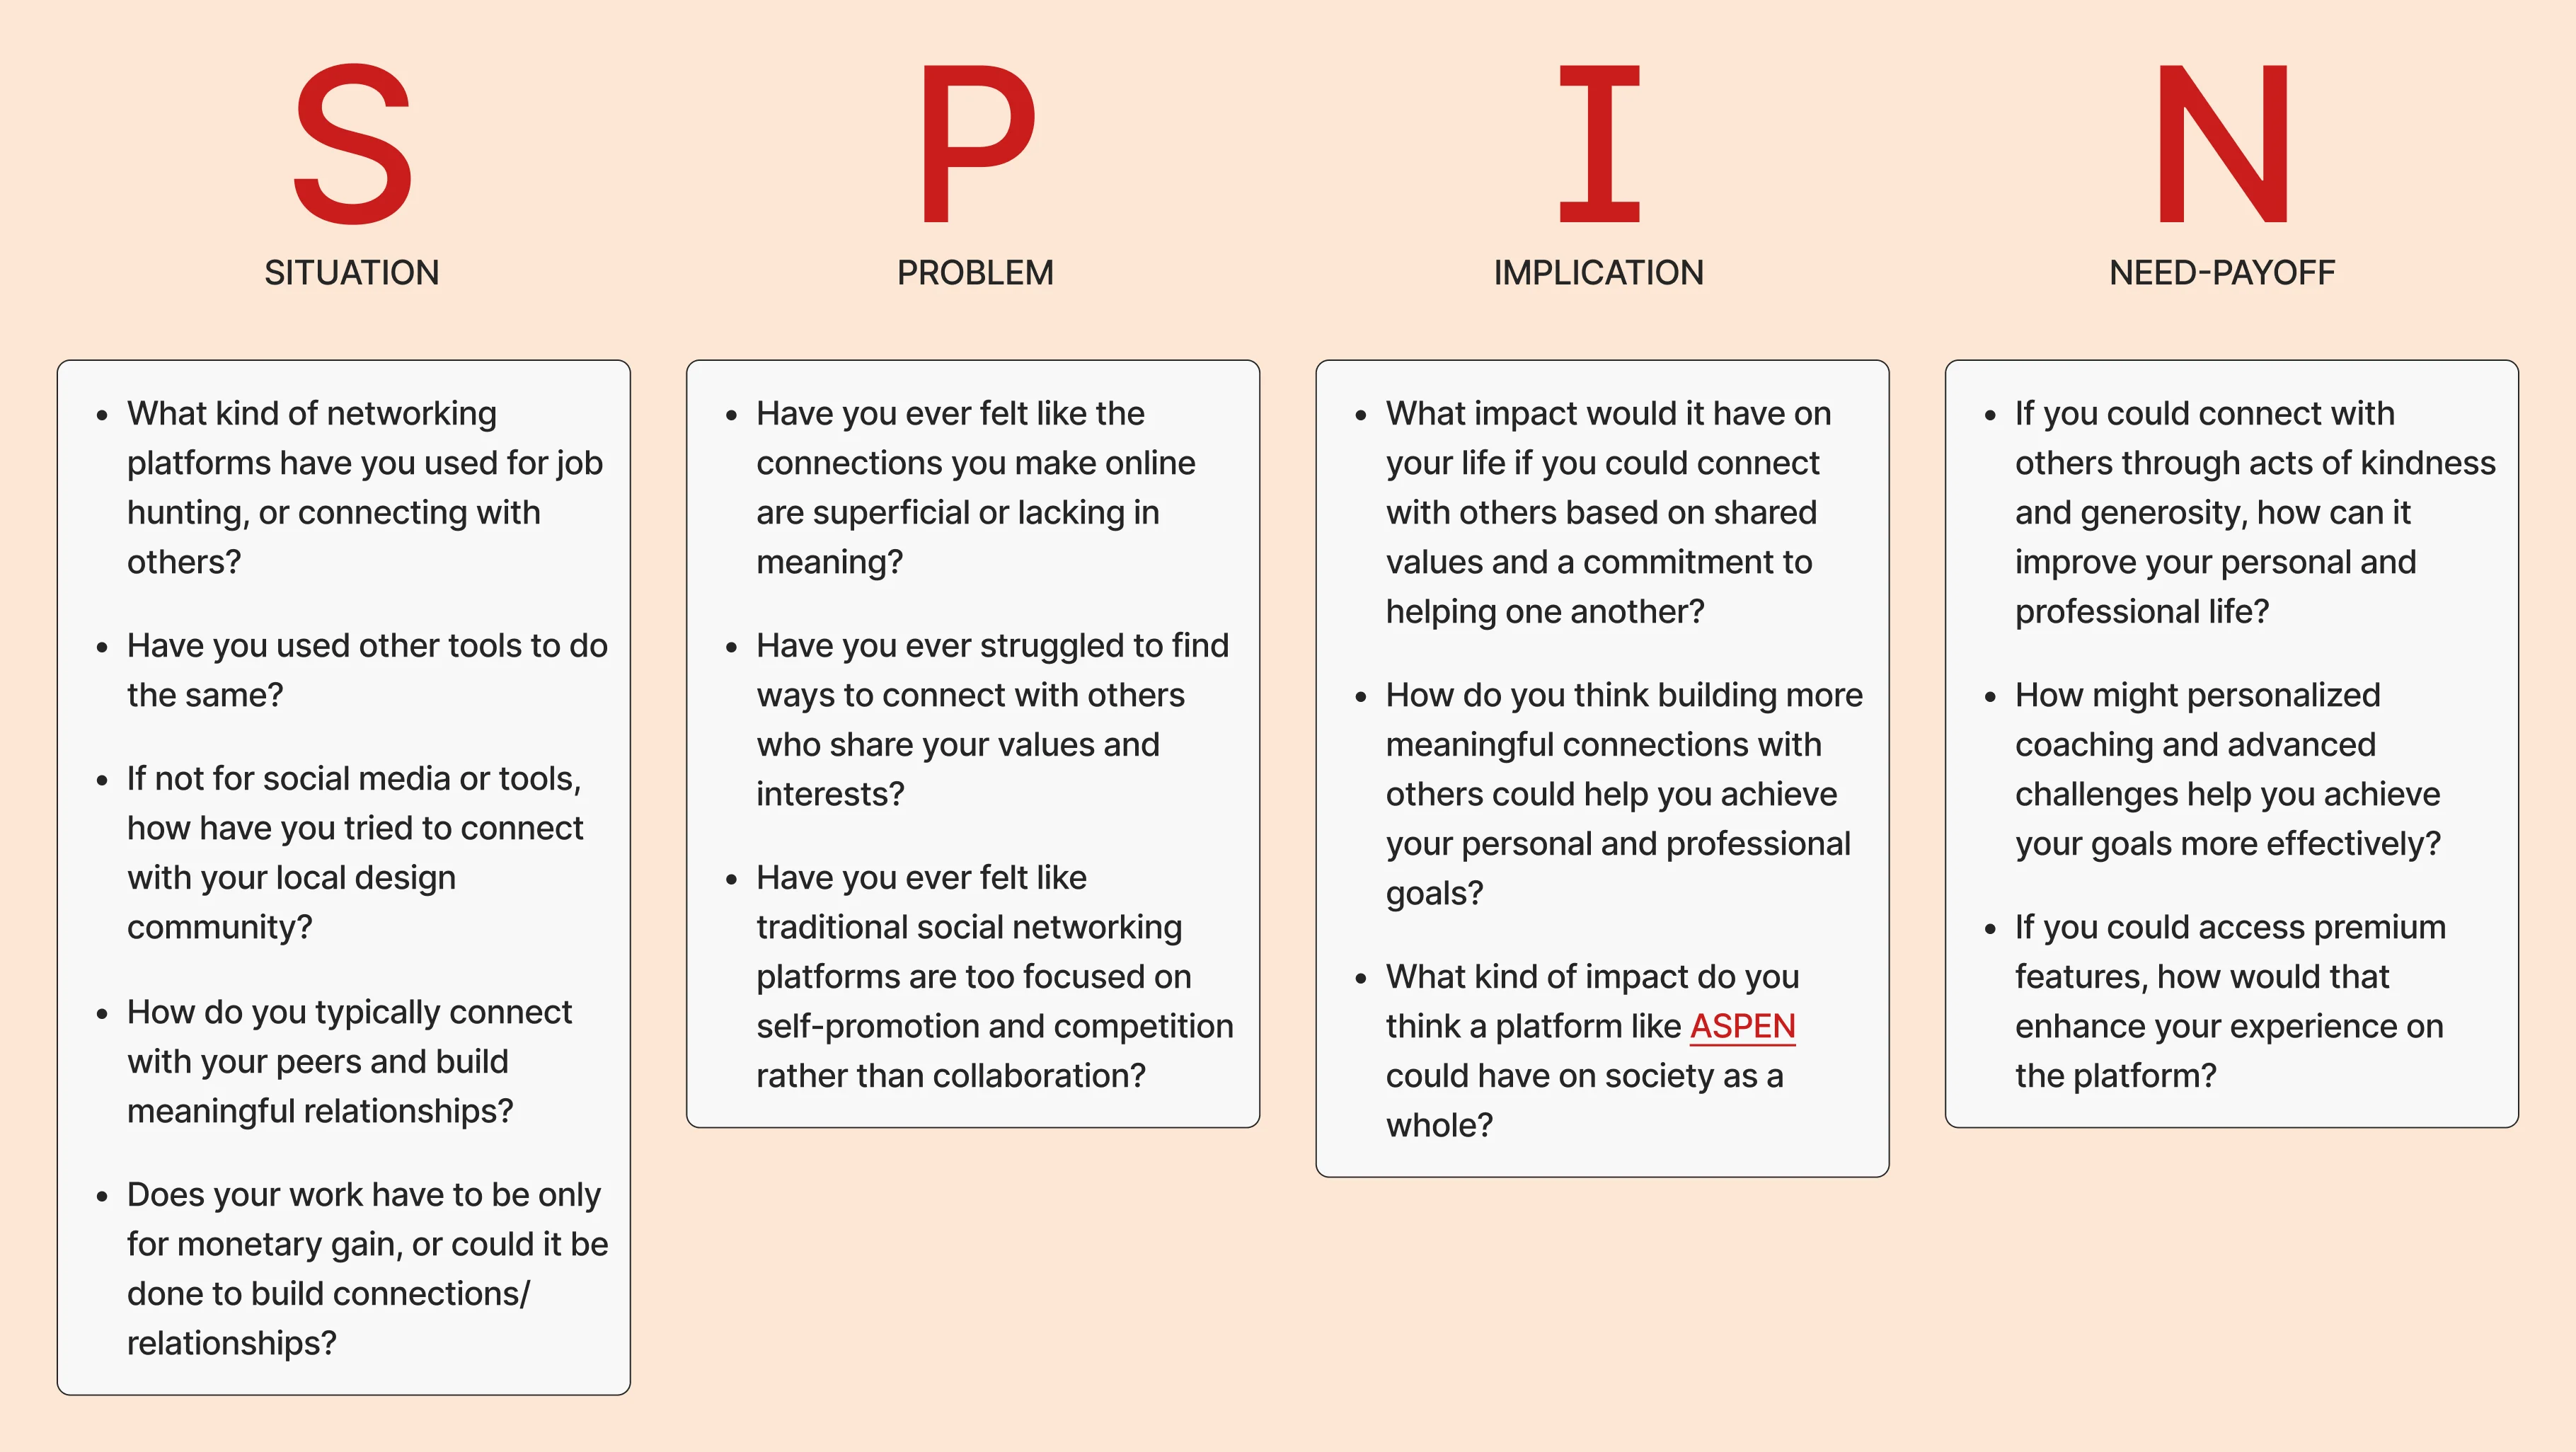 S
SITUATION
• What kind of networking
platforms have you used for job
hunting, or connecting with
others?
• Have you used other tools to do
the same?
• If not for social media or tools,
how have you tried to connect
with your local design
community?
• How do you typically connect
with your peers and build
meaningful relationships?
• Does your work have to be only
for monetary gain, or could it be
done to build connections/
relationships?
P
PROBLEM
• Have you ever felt like the
connections you make online
are superficial or lacking in
meaning?
• Have you ever struggled to find
ways to connect with others
who share your values and
interests?
• Have you ever felt like
traditional social networking
platforms are too focused on
self-promotion and competition
rather than collaboration?
I
IMPLICATION
• What impact would it have on
your life if you could connect
with others based on shared
values and a commitment to
helping one another?
• How do you think building more
meaningful connections with
others could help you achieve
your personal and professional
goals?
• What kind of impact do you
think a platform like ASPEN
could have on society as a
whole?
N
NEED-PAYOFF
• If you could connect with
others through acts of kindness
and generosity, how can it
improve your personal and
professional life?
• How might personalized
coaching and advanced
challenges help you achieve
your goals more effectively?
• If you could access premium
features, how would that
enhance your experience on
the platform?